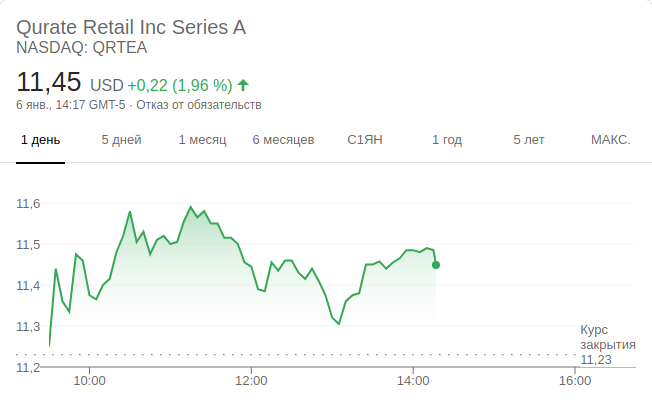 Qurate Retail Inc Series A
NASDAQ: QRTEA
11,45 USD +0,22 (1,96 %)
6 янв., 14:17 GMT-5 · Отказ от обязательств
1 день 5 дней 1 месяц 6 месяцев С1ЯН 1 год 5 лет МАКС.
11,6
11,5
11,4
11,3
11,2
Курс
закрытия
11,23
10:00 12:00 14:00 16:00